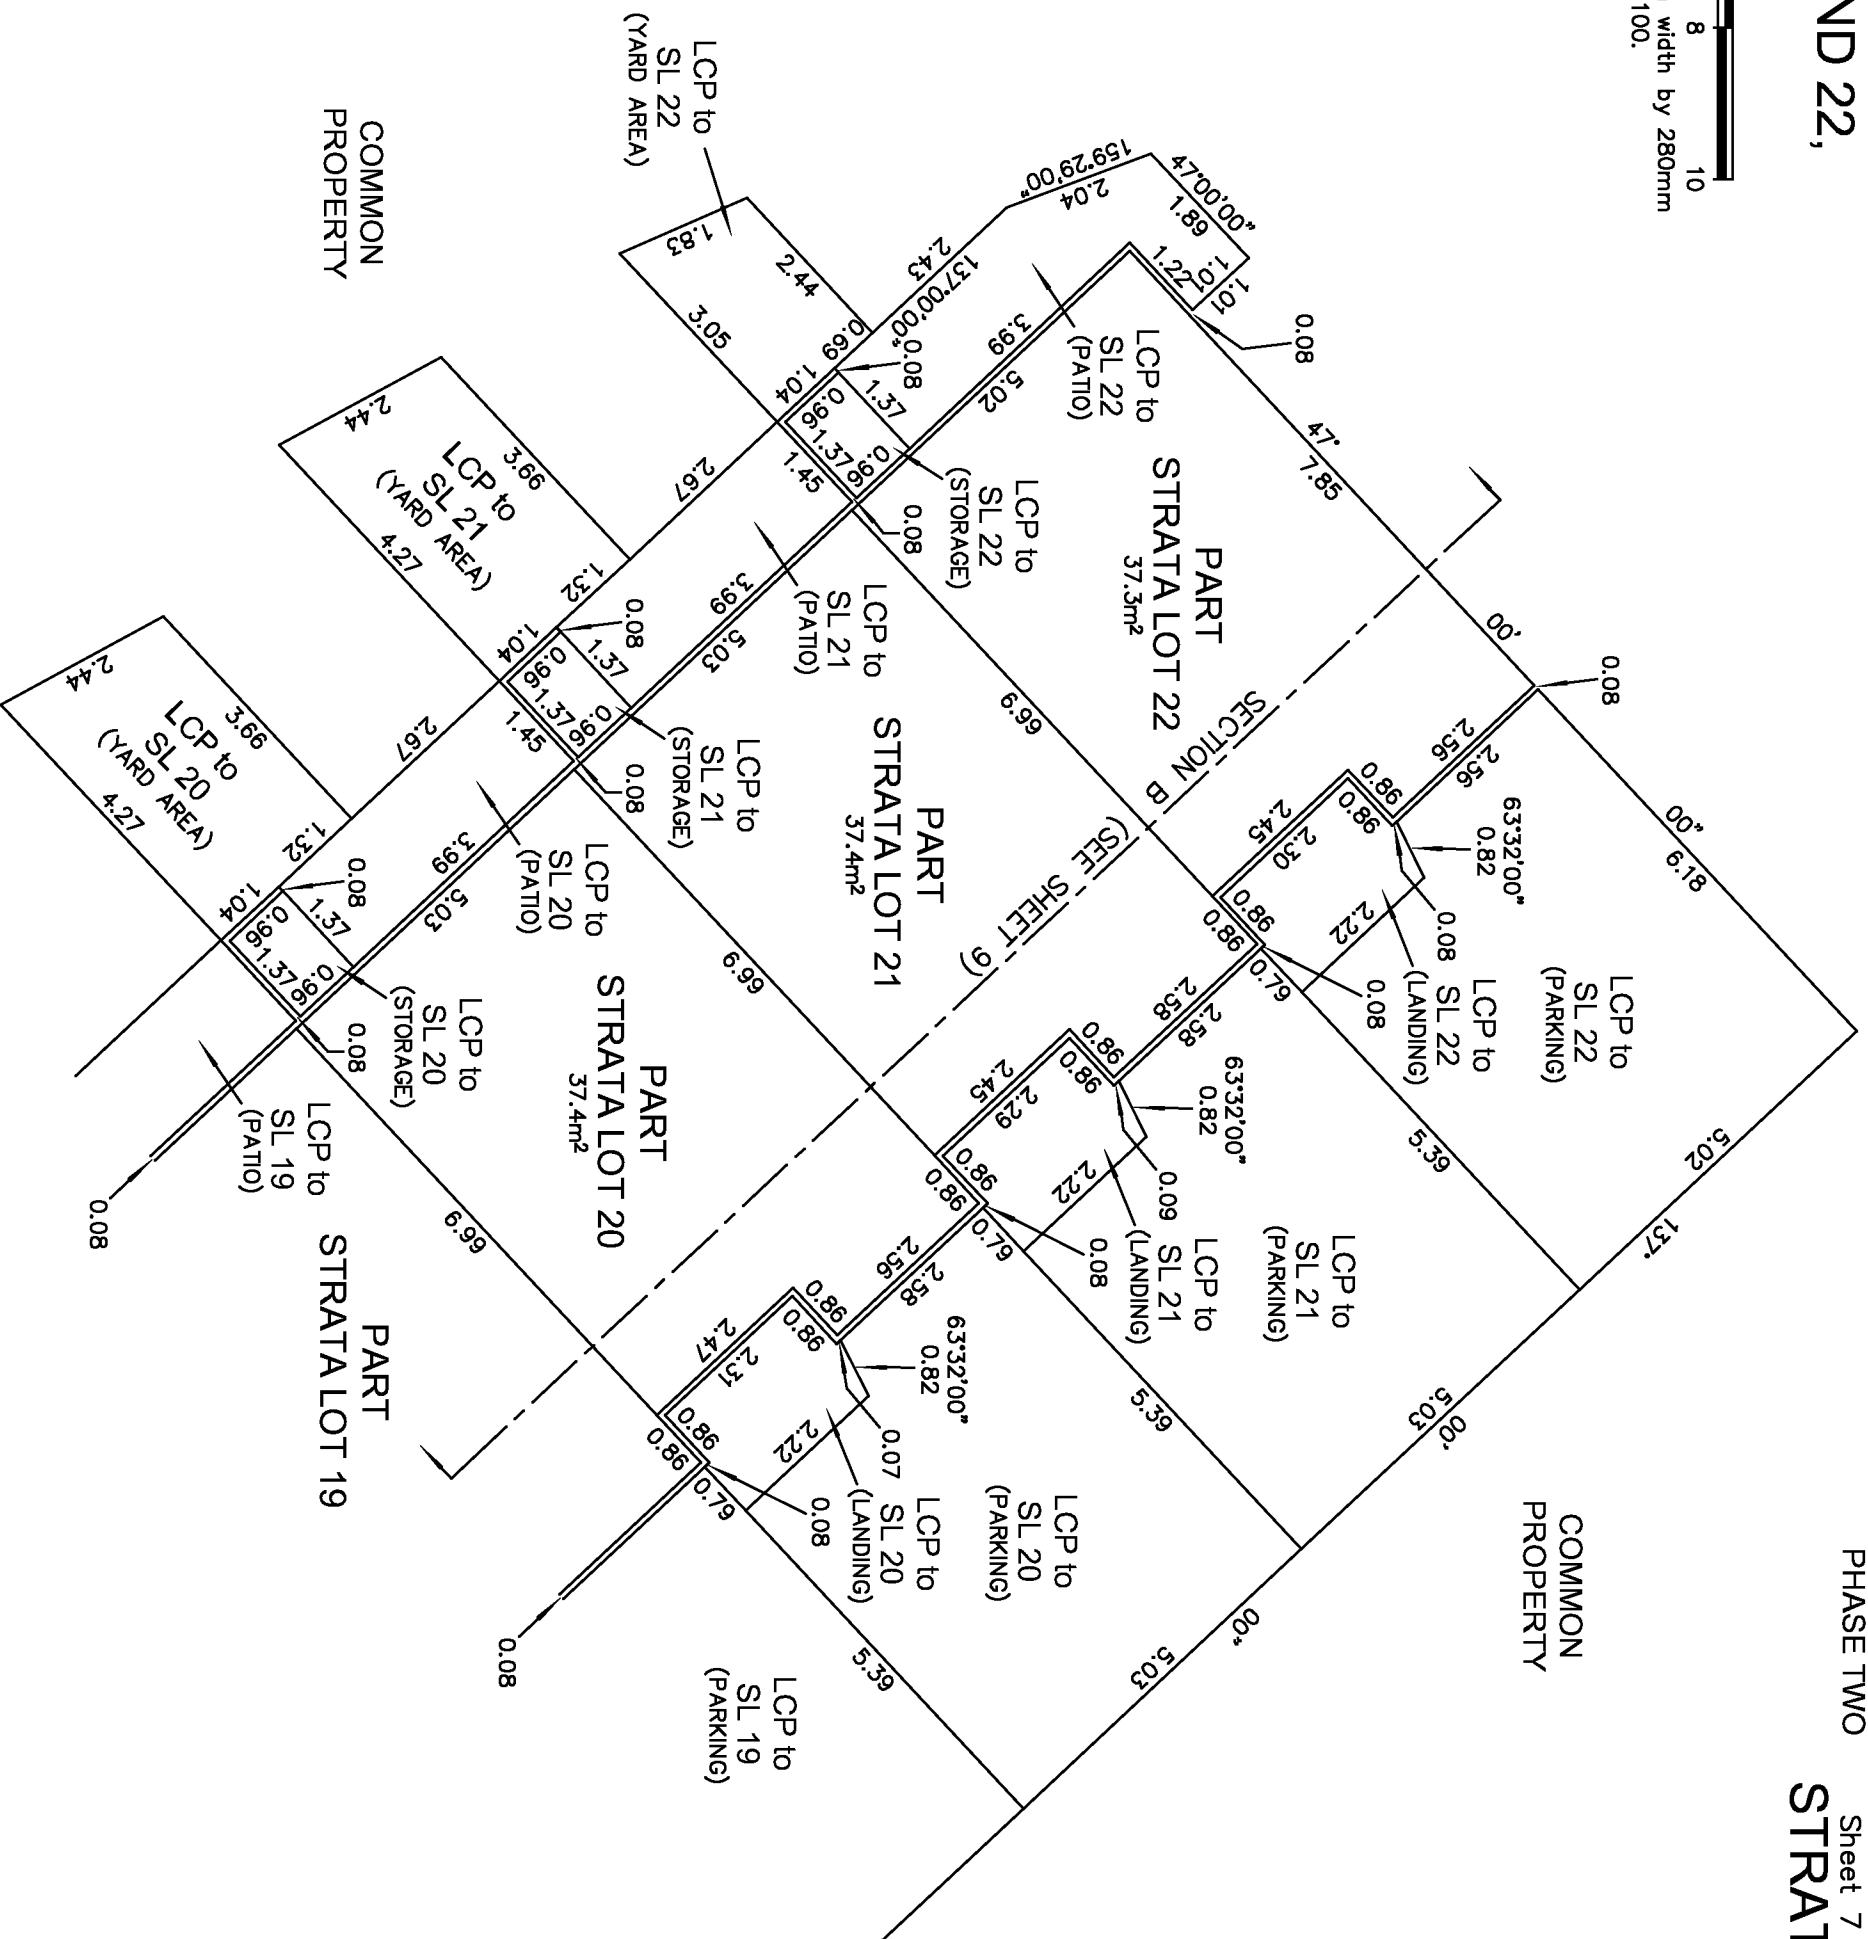 ND 22,
8
10
width by 280mm
100.
PHASE TWO
Sheet 7
STRAT
COMMON
PROPERTY
LCP to
SL 22
(YARD AREA)
1.83
2.44
3.05
0.69
2.43
137°00'00"
2.04
159°29'00"
47°00'00"
1.89
1.01
1.01
1.22
0.08
LCP to
SL 22
(PATIO)
3.99
5.02
0.08
1.37
1.04
0.96
1.37
0.96
1.45
0.08
LCP to
SL 22
(STORAGE)
PART
STRATA LOT 22
37.3m²
47°
7.85
00'
0.08
00"
6.18
2.56
2.56
0.86
0.86
2.45
2.30
63°32'00"
0.82
0.08
2.22
0.86
0.86
0.79
0.08
LCP to
SL 22
(LANDING)
LCP to
SL 22
(PARKING)
5.02
137°
5.39
6.99
SECTION B
(SEE SHEET 9)
LCP to
SL 21
(YARD AREA)
2.44
3.66
4.27
2.67
1.32
0.08
1.37
1.04
0.96
1.37
0.96
1.45
0.08
LCP to
SL 21
(STORAGE)
LCP to
SL 21
(PATIO)
3.99
5.03
PART
STRATA LOT 21
37.4m²
6.99
2.58
2.58
0.86
0.86
2.45
2.29
63°32'00"
0.82
0.09
2.22
0.86
0.86
0.79
0.08
LCP to
SL 21
(LANDING)
LCP to
SL 21
(PARKING)
5.03
00'
5.39
LCP to
SL 20
(YARD AREA)
2.44
3.66
4.27
2.67
1.32
0.08
1.37
1.04
0.96
1.37
0.96
0.08
LCP to
SL 20
(STORAGE)
LCP to
SL 20
(PATIO)
3.99
5.03
PART
STRATA LOT 20
37.4m²
6.99
2.56
2.58
0.86
0.86
2.47
2.31
63°32'00"
0.82
0.07
2.22
0.86
0.86
0.79
0.08
LCP to
SL 20
(LANDING)
LCP to
SL 20
(PARKING)
00"
5.03
5.39
COMMON
PROPERTY
LCP to
SL 19
(PATIO)
0.08
PART
STRATA LOT 19
0.08
LCP to
SL 19
(PARKING)